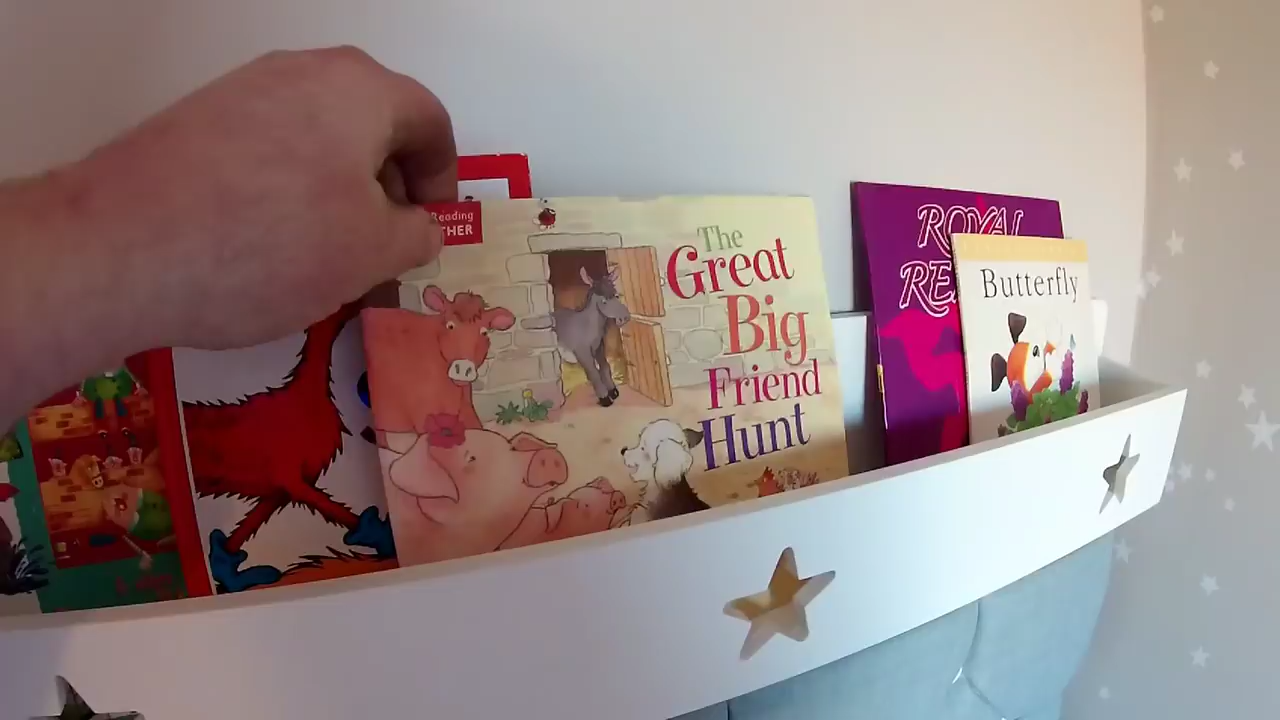 Reading
THER
The
Great
Big
Friend
Hunt
ROYAL
RE
Butterfly